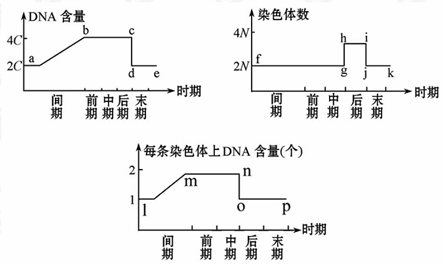 DNA 含量
4C
2C
a
b
c
d
e
时期
间期
前期
中期
后期
末期
染色体数
4N
2N
f
g
h
i
j
k
时期
间期
前期
中期
后期
末期
每条染色体上DNA 含量(个)
2
1
l
m
n
o
p
时期
间期
前期
中期
后期
末期